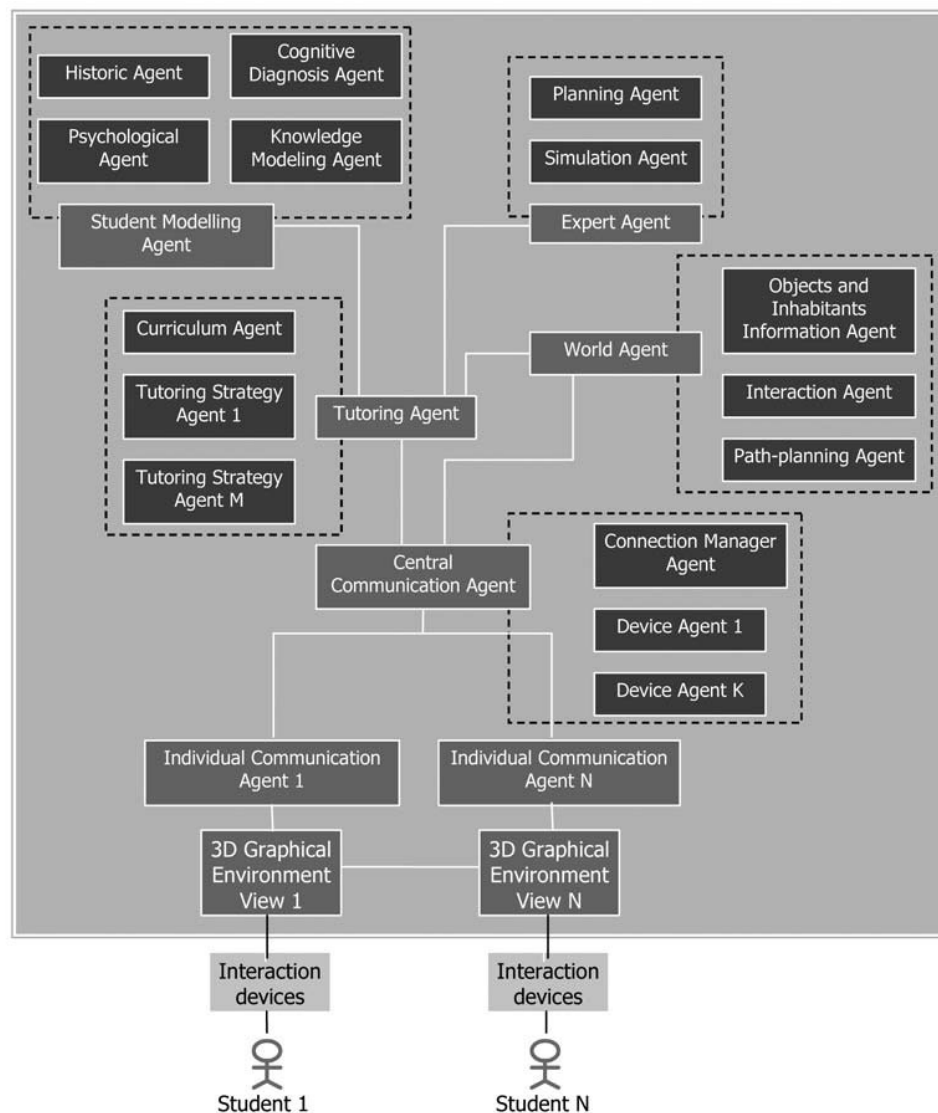 Historic Agent
Cognitive
Diagnosis Agent
Psychological
Agent
Knowledge
Modeling Agent
Student Modelling
Agent
Planning Agent
Simulation Agent
Expert Agent
Objects and
Inhabitants
Information Agent
World Agent
Interaction Agent
Path-planning Agent
Curriculum Agent
Tutoring Strategy
Agent 1
Tutoring Strategy
Agent M
Tutoring Agent
Central
Communication Agent
Connection Manager
Agent
Device Agent 1
Device Agent K
Individual Communication
Agent 1
Individual Communication
Agent N
3D Graphical
Environment
View 1
3D Graphical
Environment
View N
Interaction
devices
Interaction
devices
Student 1
Student N